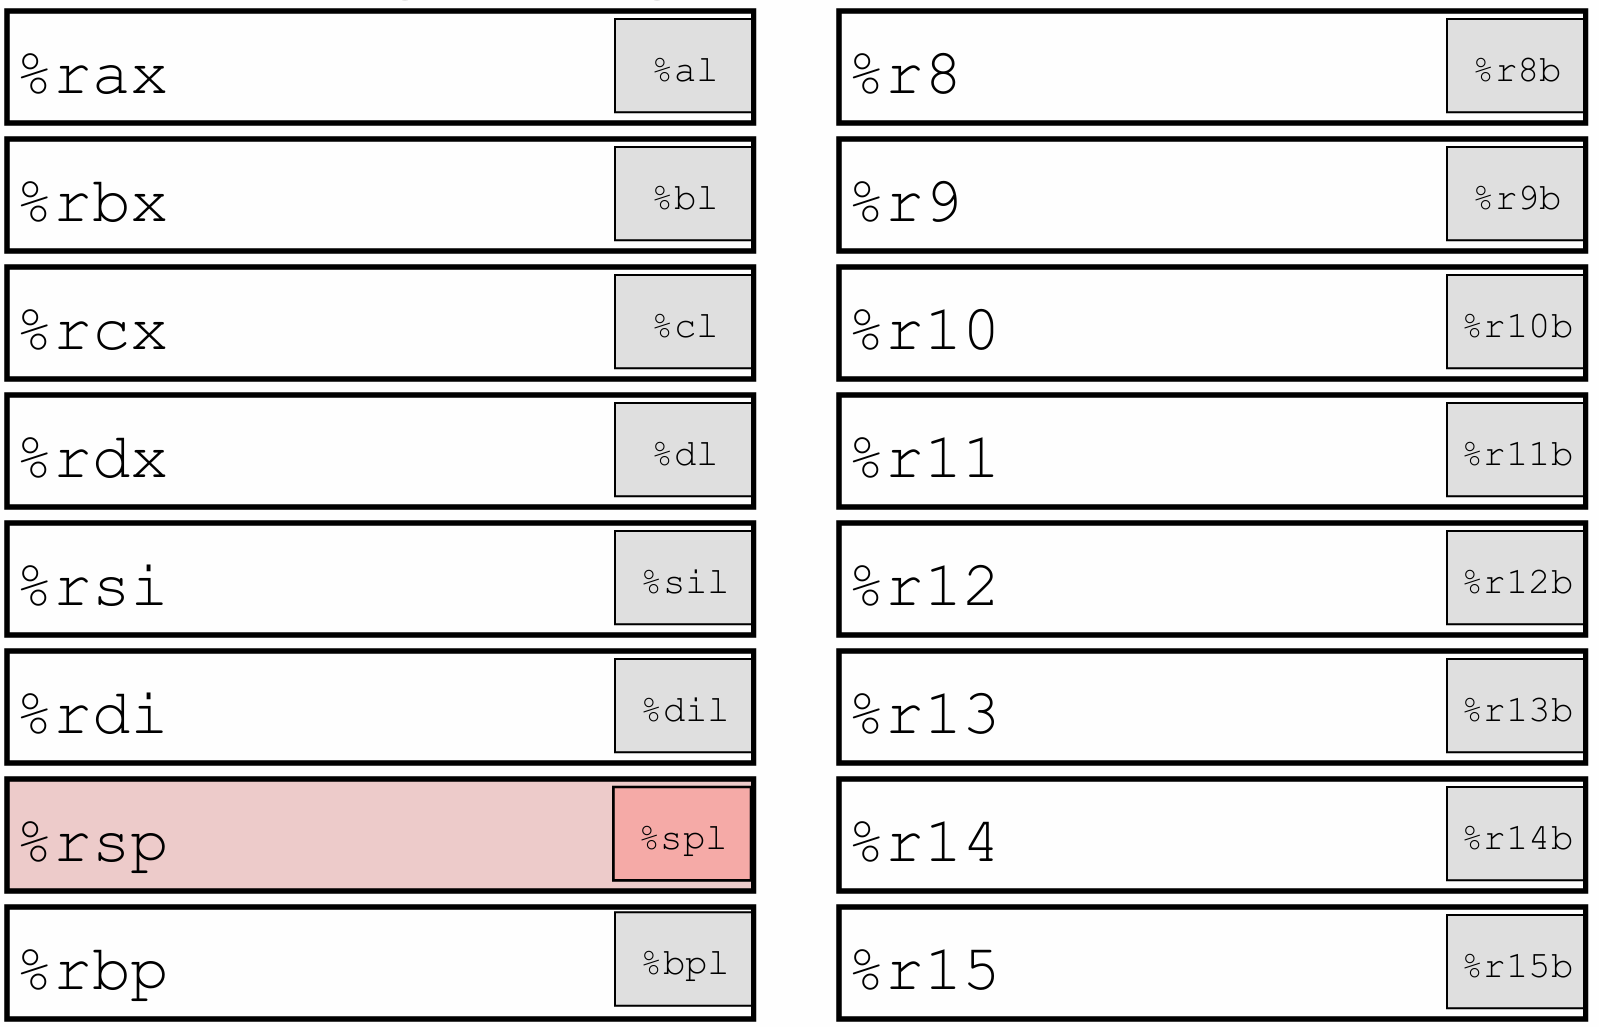 %rax %al %r8 %r8b
%rbx %bl %r9 %r9b
%rcx %cl %r10 %r10b
%rdx %dl %r11 %r11b
%rsi %sil %r12 %r12b
%rdi %dil %r13 %r13b
%rsp %spl %r14 %r14b
%rbp %bpl %r15 %r15b